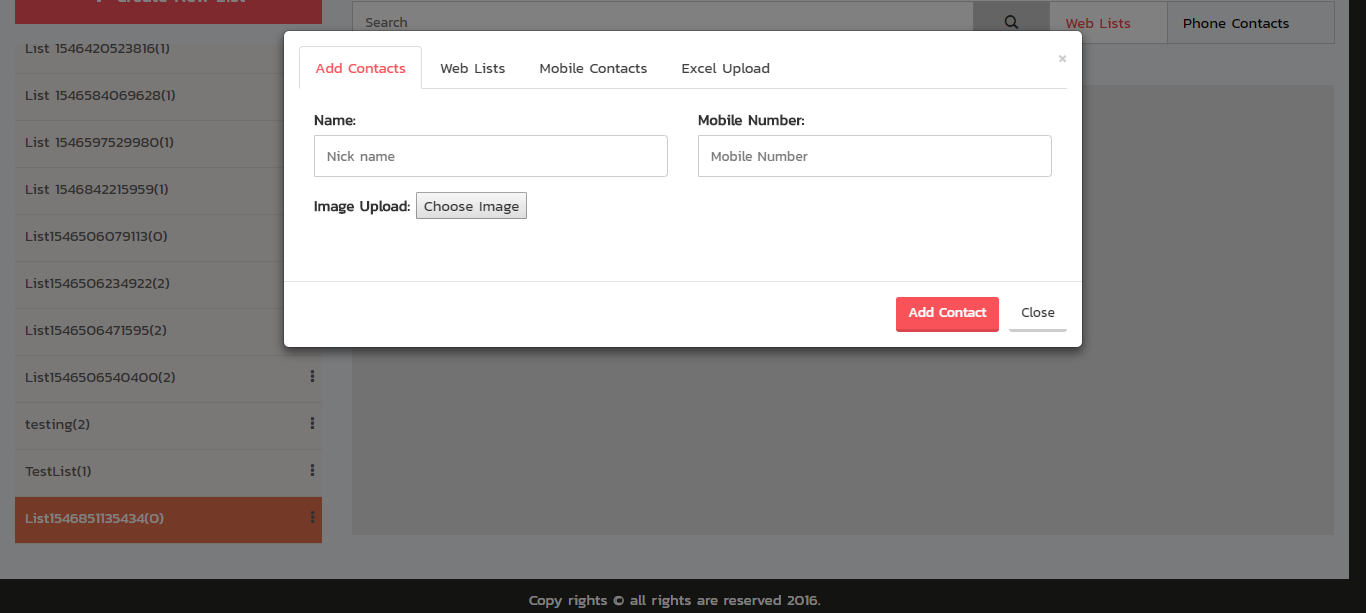 Create New List
Search
Web Lists
Phone Contacts
List 1546420523816(1)
List 1546584069628(1)
List 1546597529980(1)
List 1546842215959(1)
List1546506079113(0)
List1546506234922(2)
List1546506471595(2)
List1546506540400(2)
testing(2)
TestList(1)
List1546851135434(0)
×
Add Contacts
Web Lists
Mobile Contacts
Excel Upload
Name:
Mobile Number:
Nick name
Mobile Number
Image Upload: Choose Image
Add Contact
Close
Copy rights © all rights are reserved 2016.